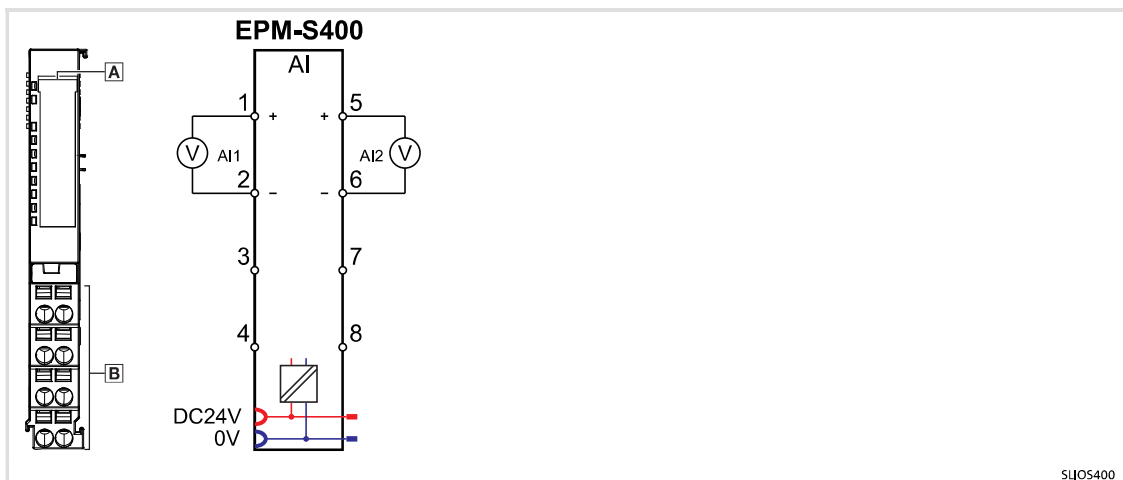 EPM-S400
A
AI
1
5
+ +
V AI1
AI2 V
2
6
− −
3
7
4
8
B
DC24V
0V
SLIOS400